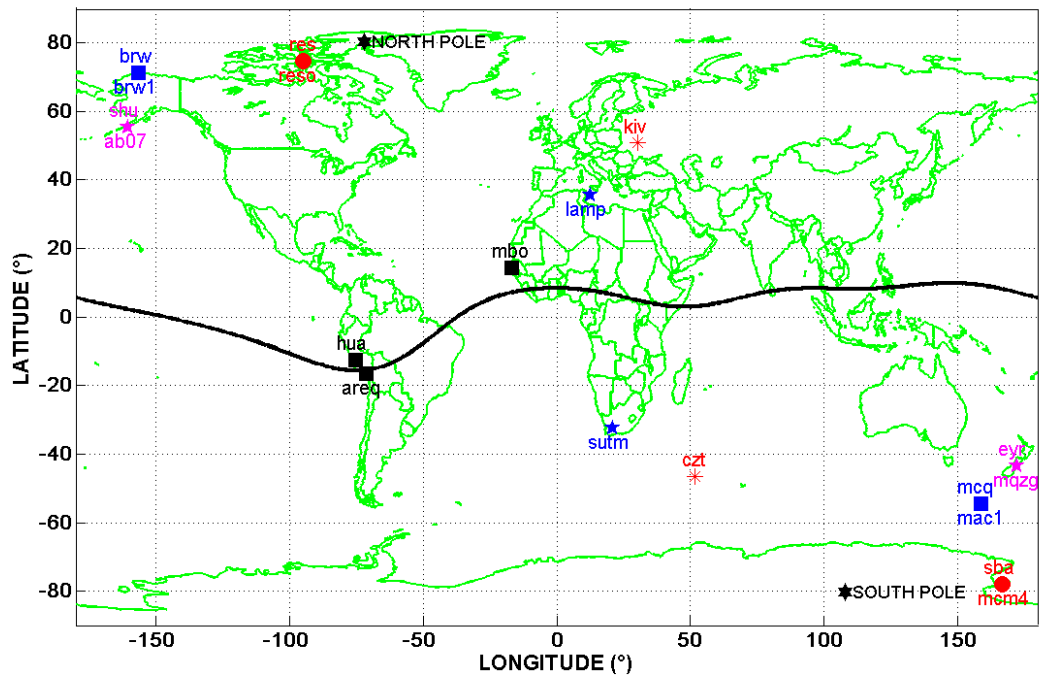 80
60
40
20
0
-20
-40
-60
-80
LATITUDE (°)
-150
-100
-50
0
50
100
150
LONGITUDE (°)
brw
brw1
res
reso
NORTH POLE
shu
ab07
kiv
lamp
mbo
hua
areq
sutm
czt
eyr
mqzg
mcq
mac1
sba
mcm4
SOUTH POLE